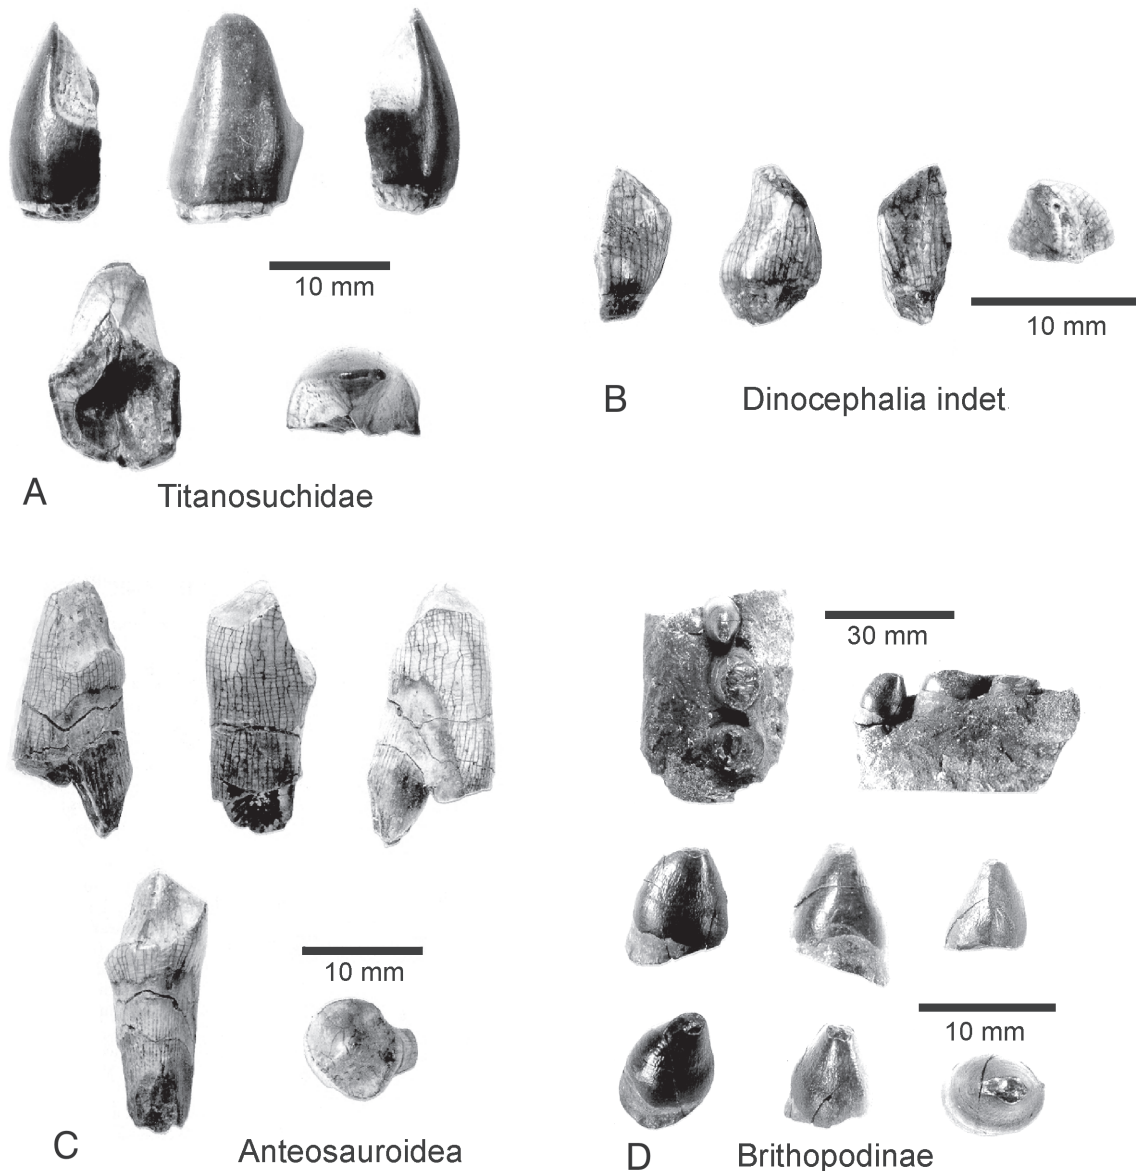 10 mm
A
Titanosuchidae
10 mm
B
Dinocephalia indet.
10 mm
C
Anteosauroidea
30 mm
10 mm
D
Brithopodinae